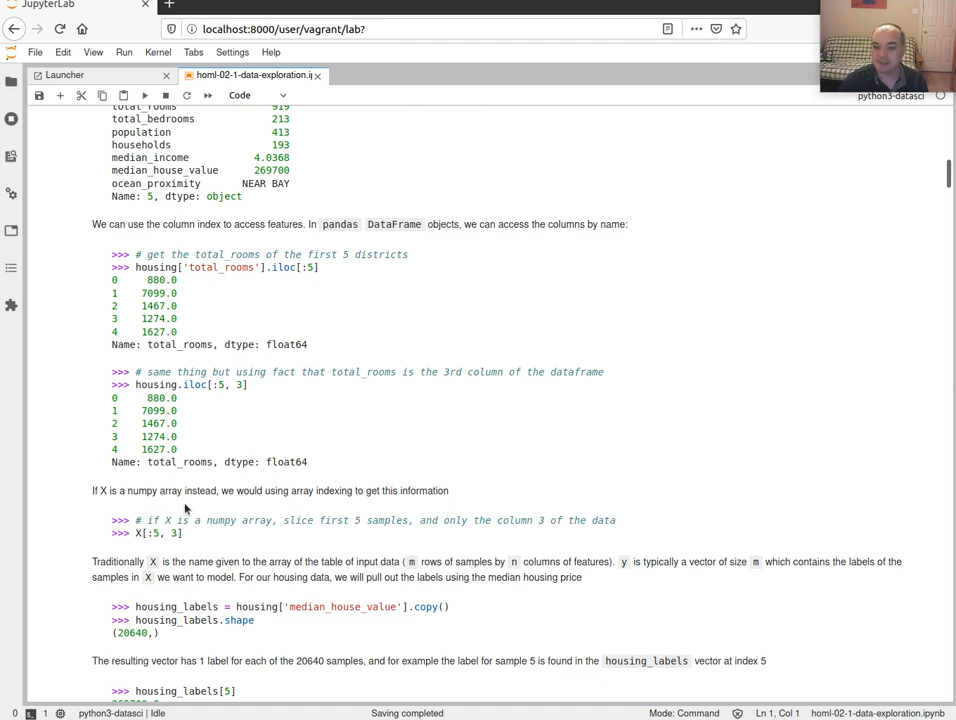 JupyterLab
localhost:8000/user/vagrant/lab?
File Edit View Run Kernel Tabs Settings Help
Launcher homl-02-1-data-exploration.ip
Code python3-datasci
total_rooms 919
total_bedrooms 213
population 413
households 193
median_income 4.0368
median_house_value 269700
ocean_proximity NEAR BAY
Name: 5, dtype: object
We can use the column index to access features. In pandas DataFrame objects, we can access the columns by name:
>>> # get the total_rooms of the first 5 districts
>>> housing['total_rooms'].iloc[:5]
0 880.0
1 7099.0
2 1467.0
3 1274.0
4 1627.0
Name: total_rooms, dtype: float64
>>> # same thing but using fact that total_rooms is the 3rd column of the dataframe
>>> housing.iloc[:5, 3]
0 880.0
1 7099.0
2 1467.0
3 1274.0
4 1627.0
Name: total_rooms, dtype: float64
If X is a numpy array instead, we would using array indexing to get this information
>>> # if X is a numpy array, slice first 5 samples, and only the column 3 of the data
>>> X[:5, 3]
Traditionally X is the name given to the array of the table of input data ( m rows of samples by n columns of features). y is typically a vector of size m which contains the labels of the
samples in X we want to model. For our housing data, we will pull out the labels using the median housing price
>>> housing_labels = housing['median_house_value'].copy()
>>> housing_labels.shape
(20640,)
The resulting vector has 1 label for each of the 20640 samples, and for example the label for sample 5 is found in the housing_labels vector at index 5
>>> housing_labels[5]
0 1 python3-datasci | Idle Saving completed Mode: Command Ln 1, Col 1 homl-02-1-data-exploration.ipynb